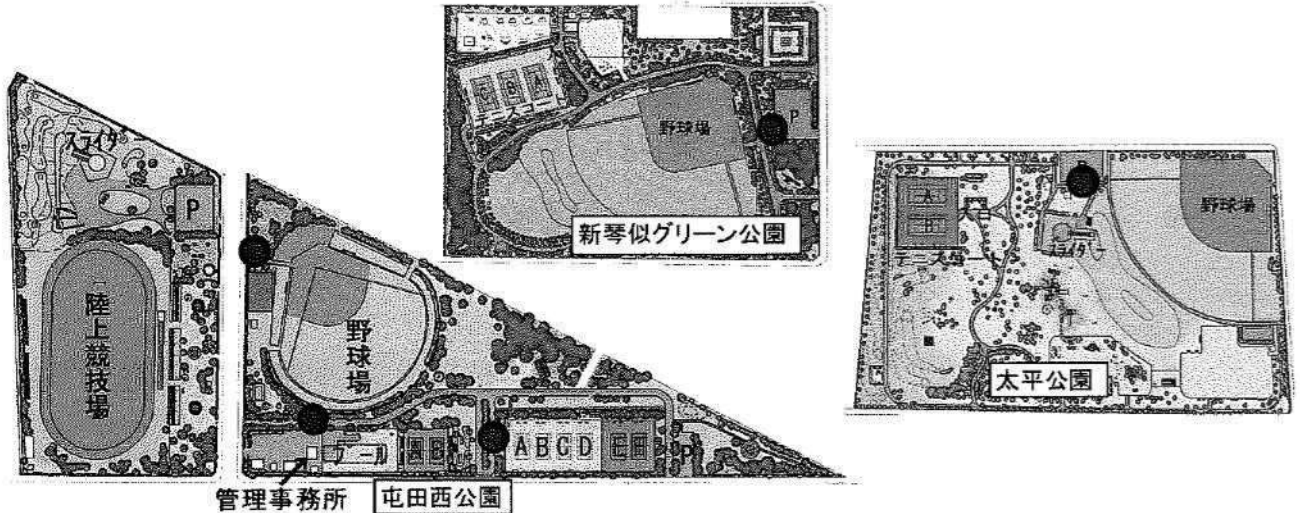 スライダー
P
陸上競技場
野球場
プール
A B
A B C D
E F
P
管理事務所
屯田西公園
C B A
テニスコート
野球場
P
新琴似グリーン公園
A
B
テニスコート
スライダー
野球場
太平公園